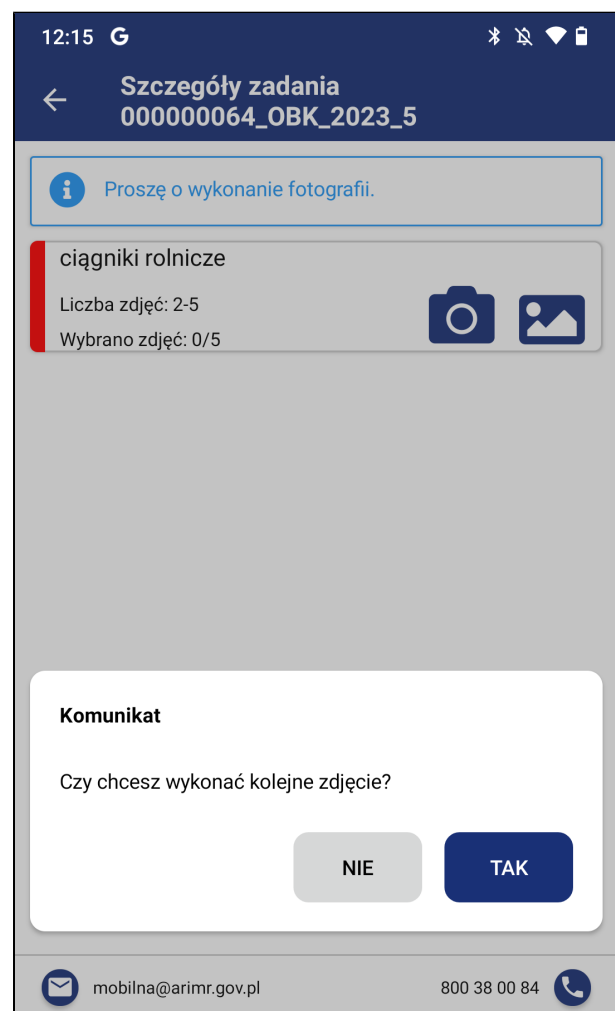 12:15 G
Szczegóły zadania
000000064_OBK_2023_5
Proszę o wykonanie fotografii.
ciągniki rolnicze
Liczba zdjęć: 2-5
Wybrano zdjęć: 0/5
Komunikat
Czy chcesz wykonać kolejne zdjęcie?
NIE TAK
mobilna@arimr.gov.pl 800 38 00 84